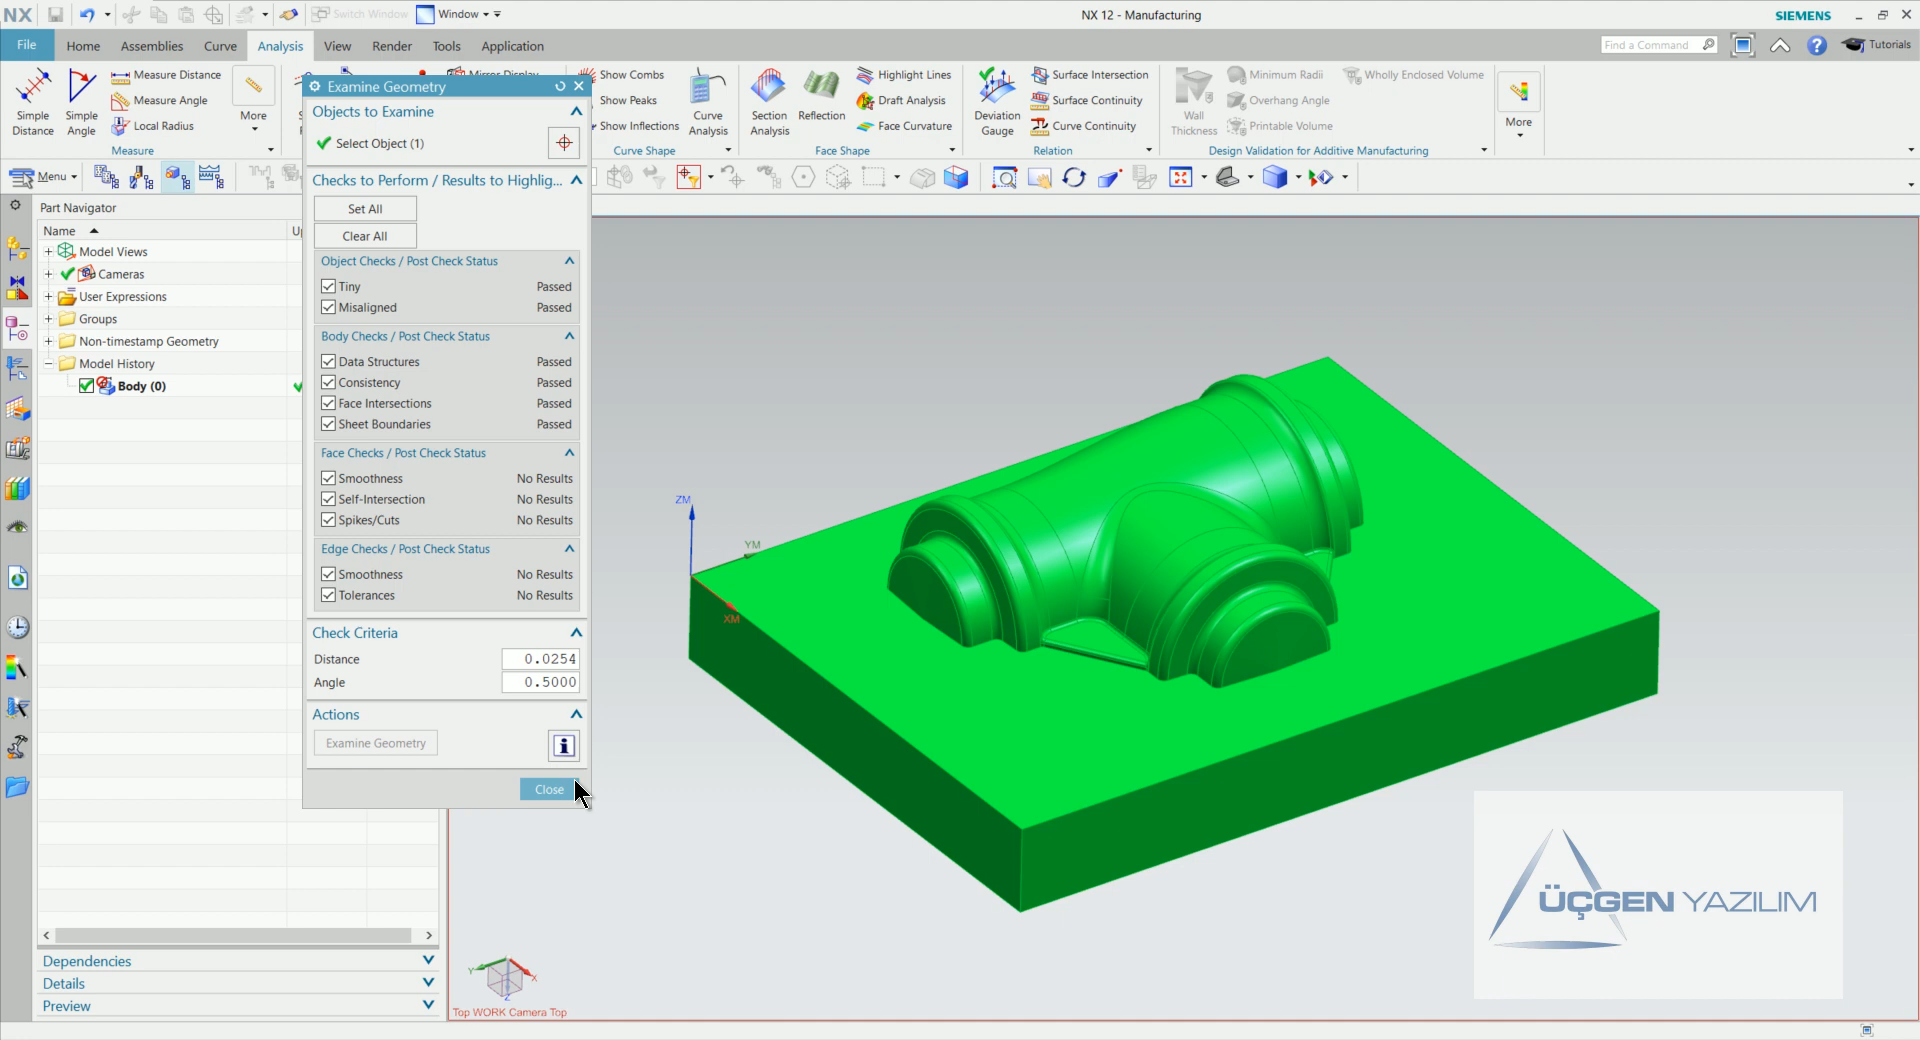 NX
Switch Window
Window
NX 12 - Manufacturing
SIEMENS
File
Home
Assemblies
Curve
Analysis
View
Render
Tools
Application
Find a Command
Tutorials
Simple Distance
Simple Angle
Measure Distance
Measure Angle
Local Radius
More
Measure
Mirror Display
Show Combs
Show Peaks
Show Inflections
Curve Analysis
Curve Shape
Section Analysis
Reflection
Highlight Lines
Draft Analysis
Face Curvature
Face Shape
Deviation Gauge
Surface Intersection
Surface Continuity
Curve Continuity
Relation
Wall Thickness
Minimum Radii
Overhang Angle
Printable Volume
Wholly Enclosed Volume
Design Validation for Additive Manufacturing
More
Menu
Part Navigator
Name
Model Views
Cameras
User Expressions
Groups
Non-timestamp Geometry
Model History
Body (0)
Dependencies
Details
Preview
Examine Geometry
Objects to Examine
Select Object (1)
Checks to Perform / Results to Highlig...
Set All
Clear All
Object Checks / Post Check Status
Tiny Passed
Misaligned Passed
Body Checks / Post Check Status
Data Structures Passed
Consistency Passed
Face Intersections Passed
Sheet Boundaries Passed
Face Checks / Post Check Status
Smoothness No Results
Self-Intersection No Results
Spikes/Cuts No Results
Edge Checks / Post Check Status
Smoothness No Results
Tolerances No Results
Check Criteria
Distance 0.0254
Angle 0.5000
Actions
Examine Geometry
Close
ZM
YM
XM
Y
X
Z
Top WORK Camera Top
ÜÇGEN YAZILIM